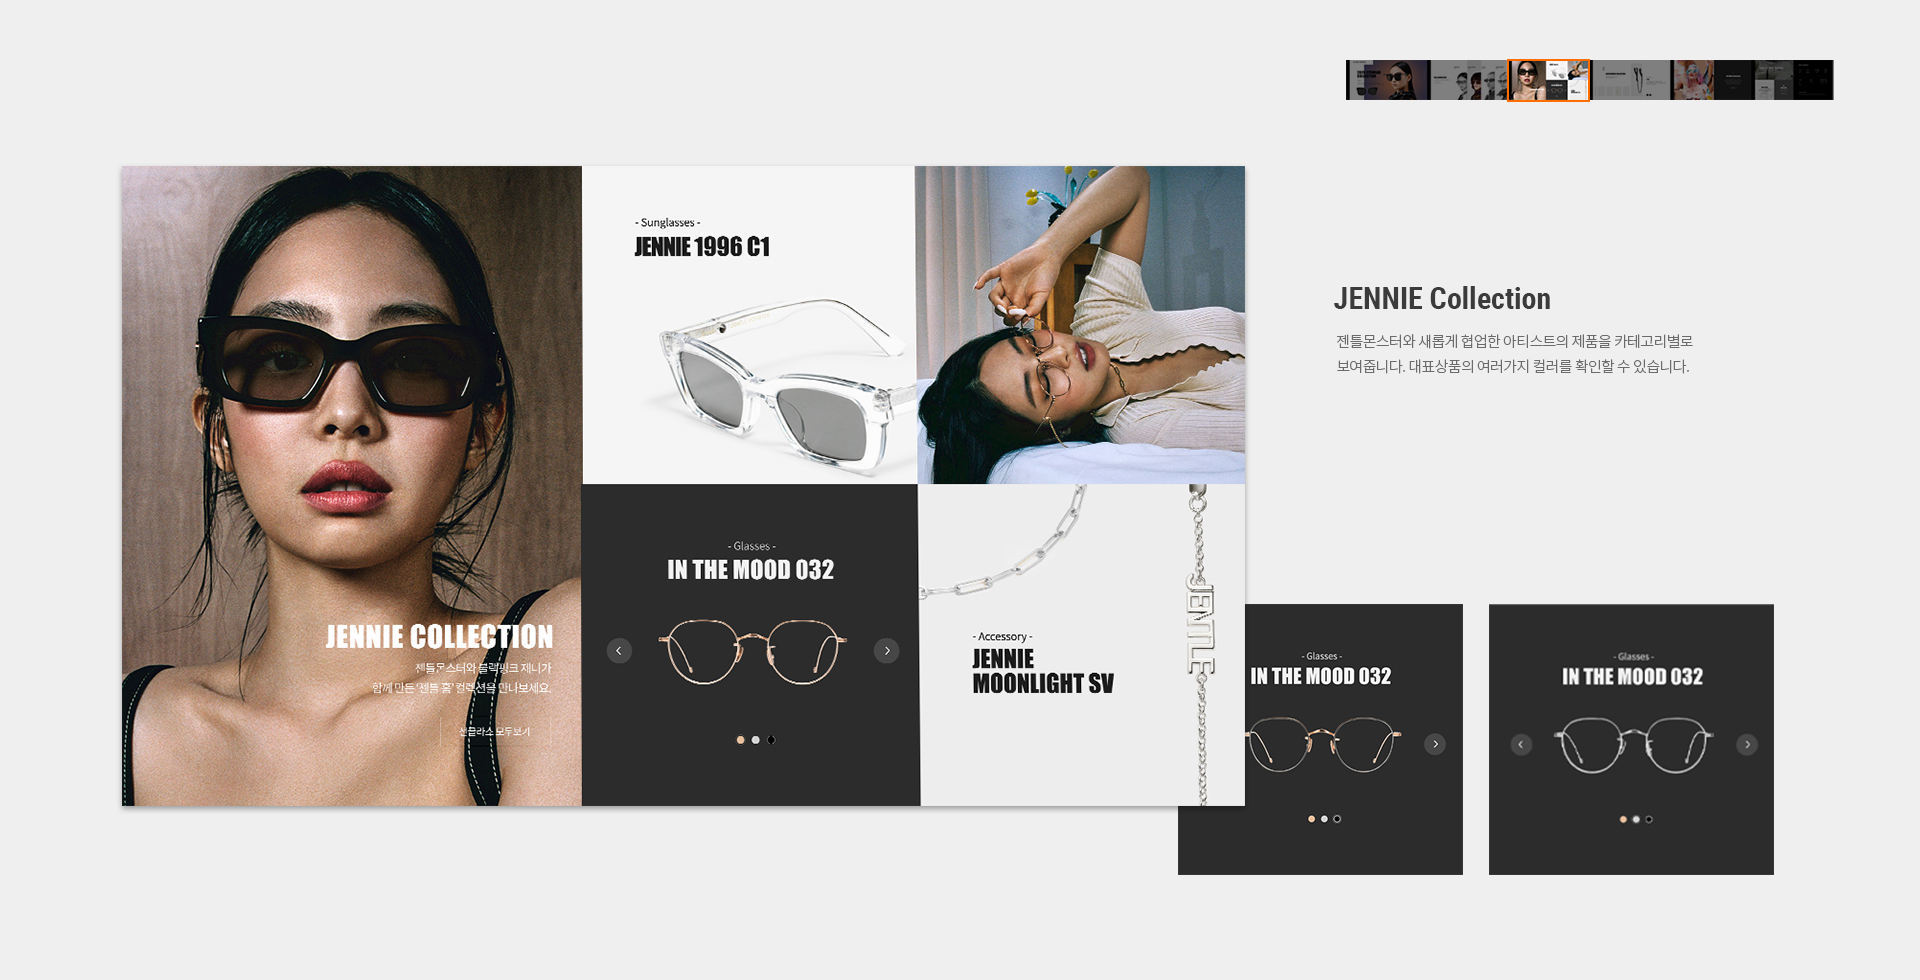 - Sunglasses -
JENNIE 1996 C1
JENNIE COLLECTION
젠틀몬스터와 블랙핑크 제니가
함께 만든 '젠틀 홈' 컬렉션을 만나보세요.
선글라스 모두보기
- Glasses -
IN THE MOOD 032
- Accessory -
JENNIE
MOONLIGHT SV
JENTLE
JENNIE Collection
젠틀몬스터와 새롭게 협업한 아티스트의 제품을 카테고리별로
보여줍니다. 대표상품의 여러가지 컬러를 확인할 수 있습니다.
- Glasses -
IN THE MOOD 032
- Glasses -
IN THE MOOD 032